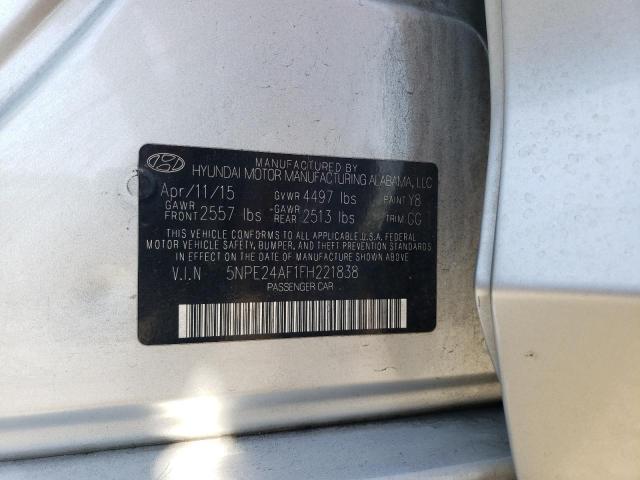 MANUFACTURED BY
HYUNDAI MOTOR MANUFACTURING ALABAMA, LLC
Apr/11/15 GVWR 4497 lbs PAINT Y8
GAWR FRONT 2557 lbs GAWR REAR 2513 lbs TRIM CG
THIS VEHICLE CONFORMS TO ALL APPLICABLE FEDERAL
MOTOR VEHICLE SAFETY, BUMPER, AND THEFT PREVENTION STANDARDS
IN EFFECT ON THE DATE OF MANUFACTURE SHOWN ABOVE.
V.I.N 5NPE24AF1FH221838
PASSENGER CAR